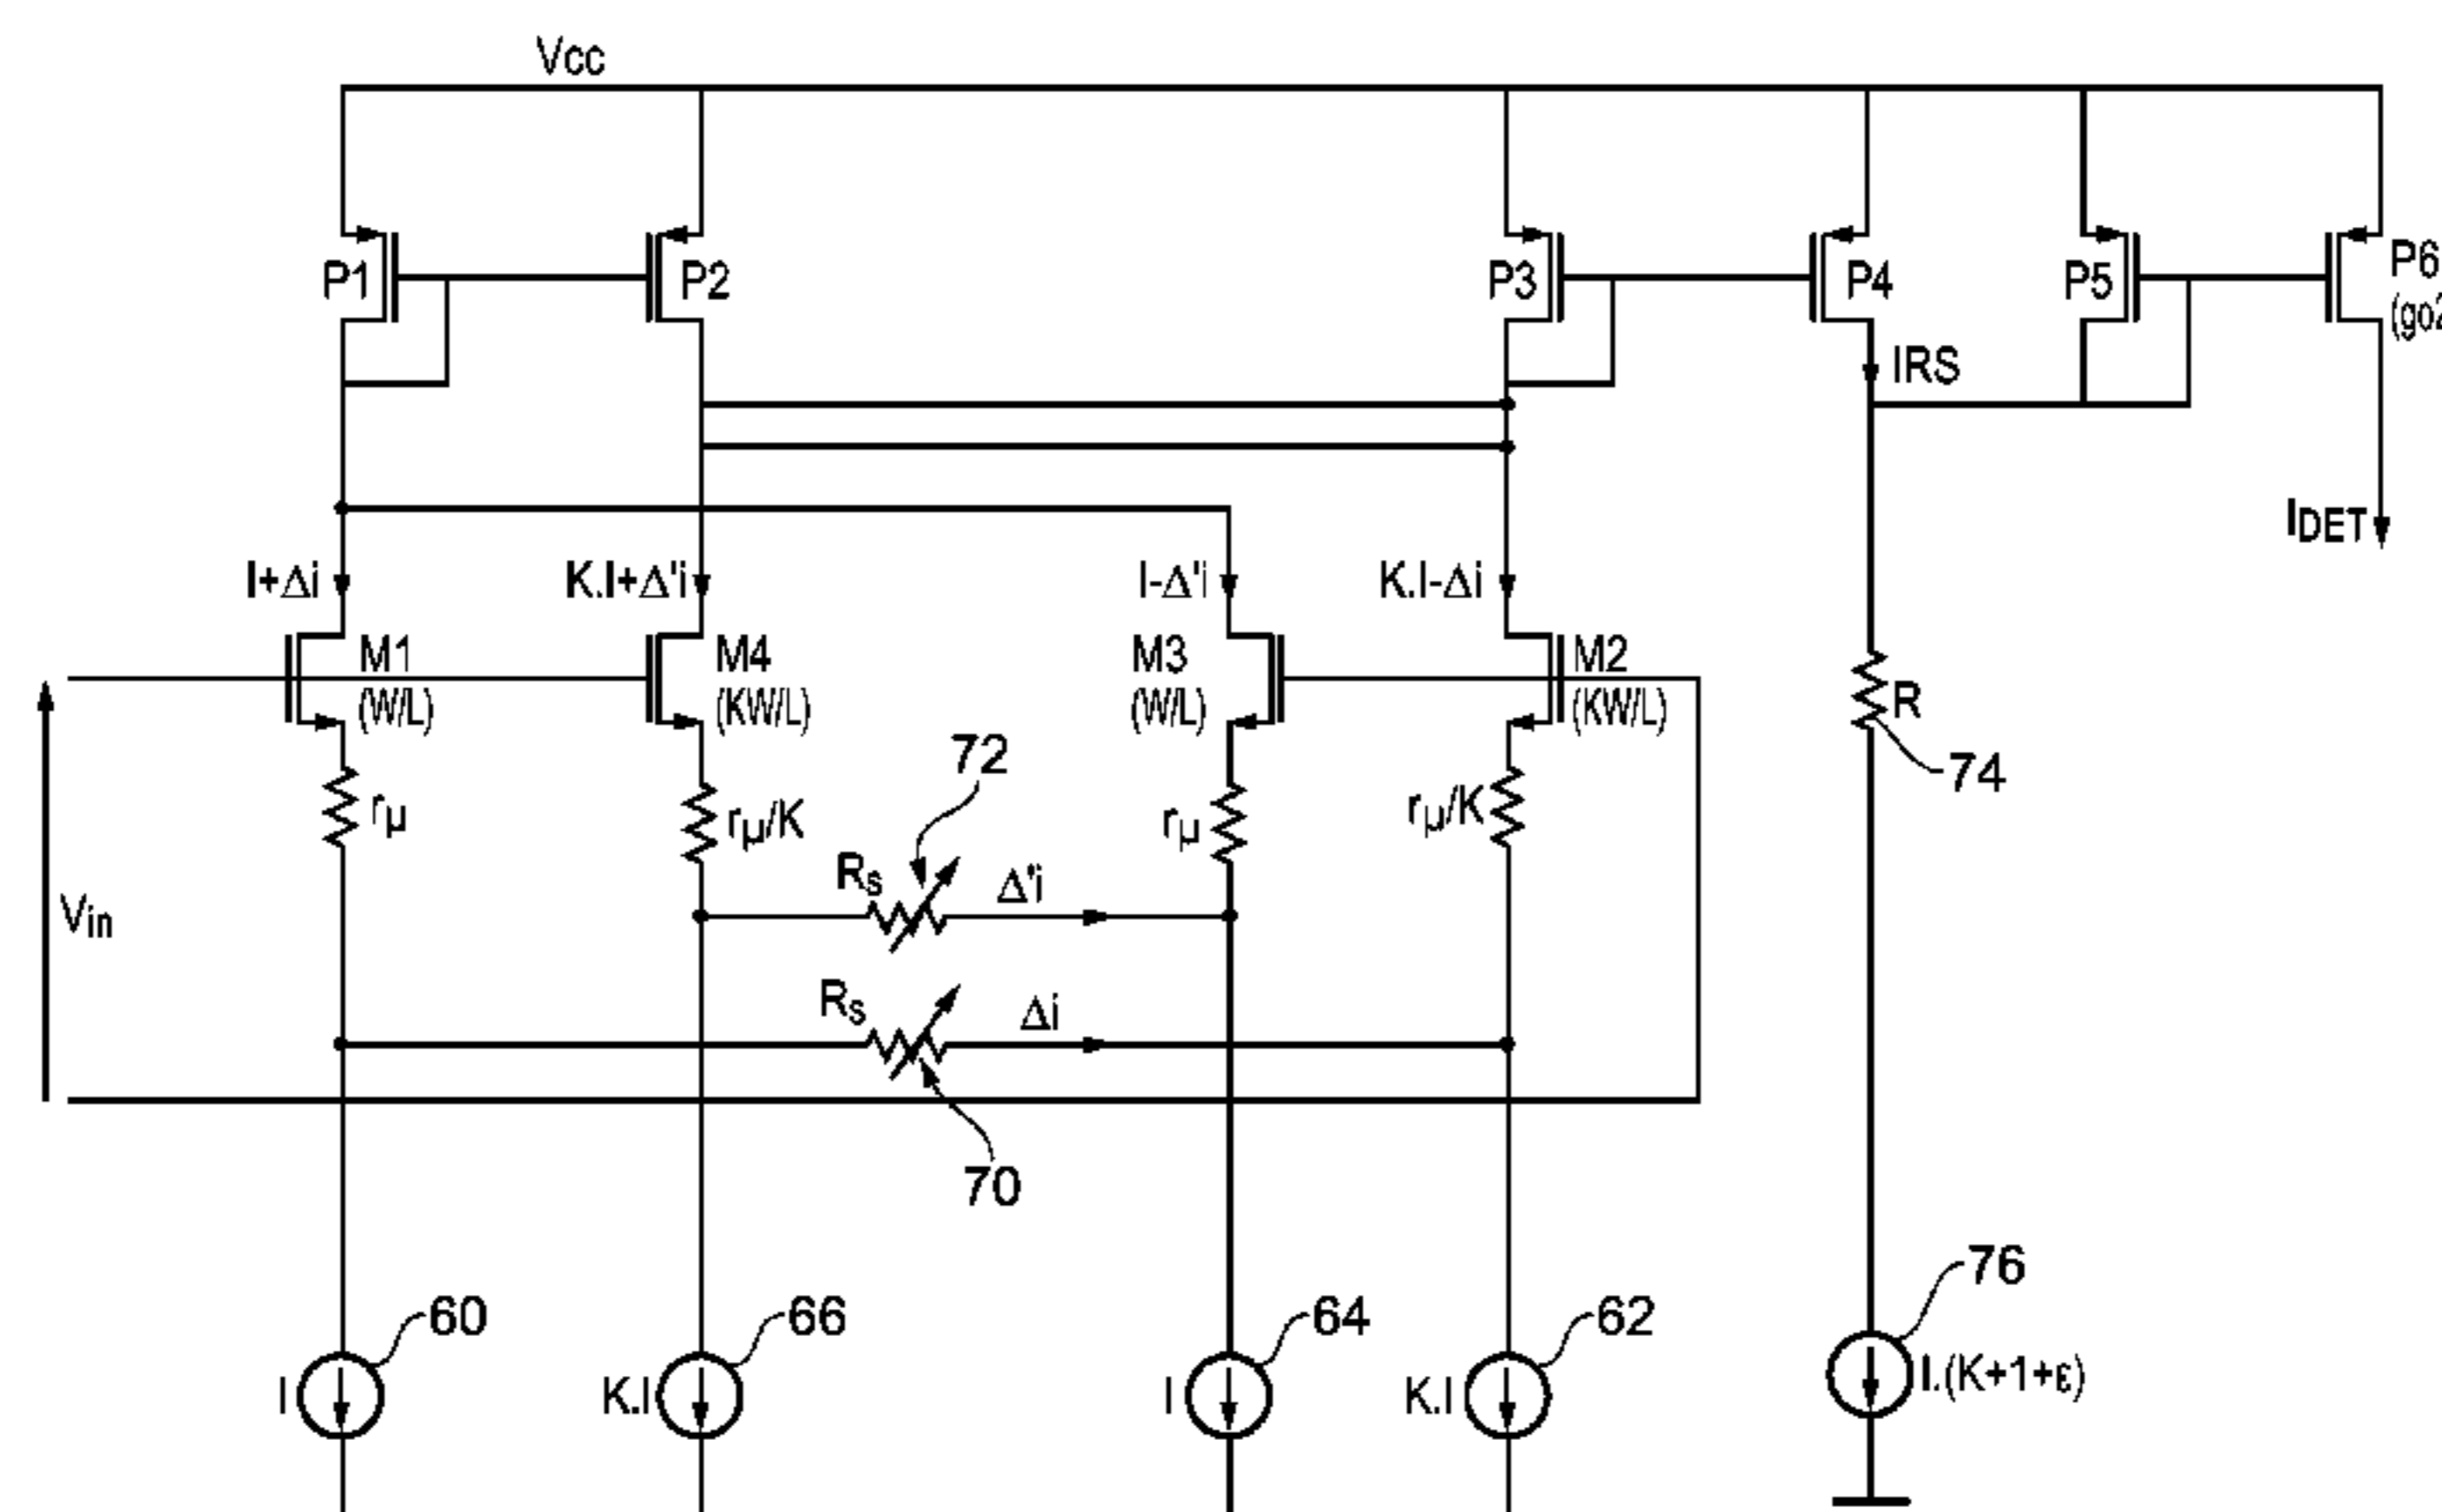 Vcc
P1
P2
P3
P4
P5
P6
(go2
IRS
IDET
I+Δi
K.I+Δ'i
I-Δ'i
K.I-Δi
M1
(W/L)
M4
(KW/L)
M3
(W/L)
M2
(KW/L)
R
74
72
rμ
rμ/K
rμ
rμ/K
Rs
Δ'i
Vin
Rs
Δi
70
76
60
66
64
62
I
K.I
I
K.I
I.(K+1+ε)